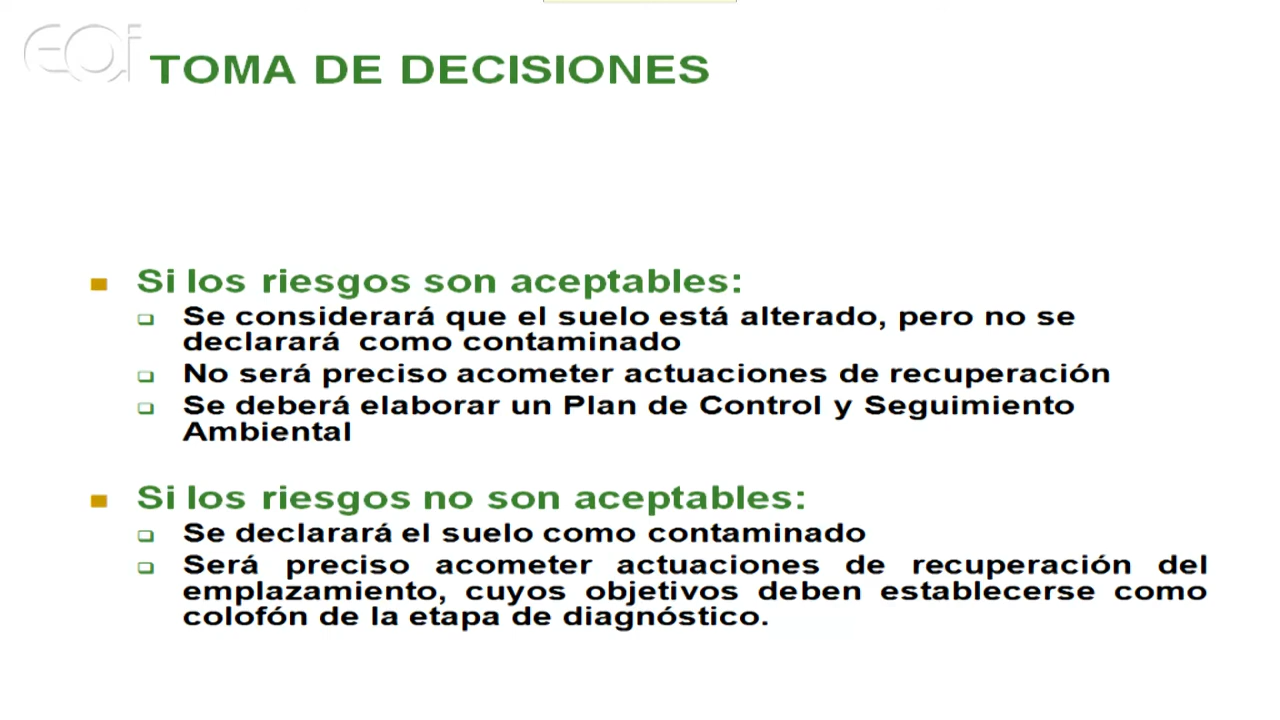 eoi
TOMA DE DECISIONES
Si los riesgos son aceptables:
Se considerará que el suelo está alterado, pero no se
declarará como contaminado
No será preciso acometer actuaciones de recuperación
Se deberá elaborar un Plan de Control y Seguimiento
Ambiental
Si los riesgos no son aceptables:
Se declarará el suelo como contaminado
Será preciso acometer actuaciones de recuperación del
emplazamiento, cuyos objetivos deben establecerse como
colofón de la etapa de diagnóstico.